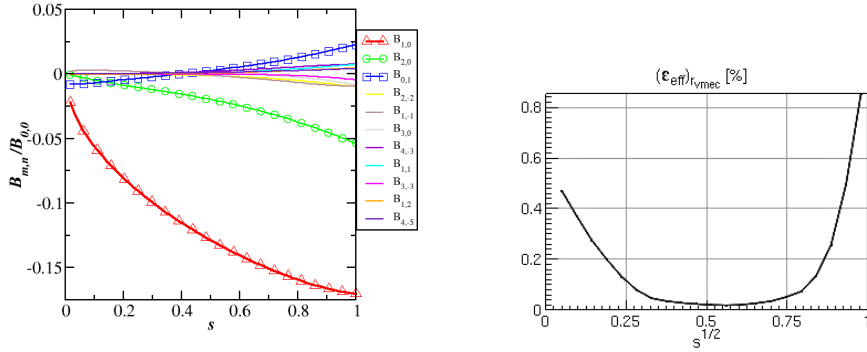 0.05
0
-0.05
-0.1
-0.15
B_{m,n}/B_{0,0}
0 0.2 0.4 0.6 0.8 1
s
B_{1,0}
B_{2,0}
B_{0,1}
B_{2,-2}
B_{1,-1}
B_{3,0}
B_{4,-3}
B_{1,1}
B_{3,-3}
B_{1,2}
B_{4,-5}
(ε_{eff})_{r_{vmec}} [%]
0.8
0.6
0.4
0.2
0
0 0.25 0.5 0.75 1
s^{1/2}